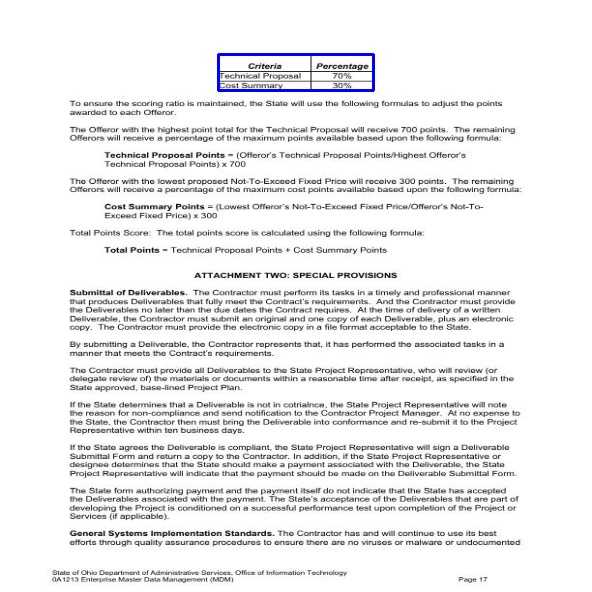 Criteria Percentage
Technical Proposal 70%
Cost Summary 30%
To ensure the scoring ratio is maintained, the State will use the following formulas to adjust the points
awarded to each Offeror.
The Offeror with the highest point total for the Technical Proposal will receive 700 points. The remaining
Offerors will receive a percentage of the maximum points available based upon the following formula:
Technical Proposal Points = (Offeror's Technical Proposal Points/Highest Offeror's
Technical Proposal Points) x 700
The Offeror with the lowest proposed Not-To-Exceed Fixed Price will receive 300 points. The remaining
Offerors will receive a percentage of the maximum cost points available based upon the following formula:
Cost Summary Points = (Lowest Offeror's Not-To-Exceed Fixed Price/Offeror's Not-To-
Exceed Fixed Price) x 300
Total Points Score: The total points score is calculated using the following formula:
Total Points = Technical Proposal Points + Cost Summary Points
ATTACHMENT TWO: SPECIAL PROVISIONS
Submittal of Deliverables. The Contractor must perform its tasks in a timely and professional manner
that produces Deliverables that fully meet the Contract's requirements. And the Contractor must provide
the Deliverables no later than the due dates the Contract requires. At the time of delivery of a written
Deliverable, the Contractor must submit an original and one copy of each Deliverable, plus an electronic
copy. The Contractor must provide the electronic copy in a file format acceptable to the State.
By submitting a Deliverable, the Contractor represents that, it has performed the associated tasks in a
manner that meets the Contract's requirements.
The Contractor must provide all Deliverables to the State Project Representative, who will review (or
delegate review of) the materials or documents within a reasonable time after receipt, as specified in the
State approved, base-lined Project Plan.
If the State determines that a Deliverable is not in cotrialnce, the State Project Representative will note
the reason for non-compliance and send notification to the Contractor Project Manager. At no expense to
the State, the Contractor then must bring the Deliverable into conformance and re-submit it to the Project
Representative within ten business days.
If the State agrees the Deliverable is compliant, the State Project Representative will sign a Deliverable
Submittal Form and return a copy to the Contractor. In addition, if the State Project Representative or
designee determines that the State should make a payment associated with the Deliverable, the State
Project Representative will indicate that the payment should be made on the Deliverable Submittal Form.
The State form authorizing payment and the payment itself do not indicate that the State has accepted
the Deliverables associated with the payment. The State's acceptance of the Deliverables that are part of
developing the Project is conditioned on a successful performance test upon completion of the Project or
Services (if applicable).
General Systems Implementation Standards. The Contractor has and will continue to use its best
efforts through quality assurance procedures to ensure there are no viruses or malware or undocumented
State of Ohio Department of Administrative Services, Office of Information Technology
0A1213 Enterprise Master Data Management (MDM) Page 17